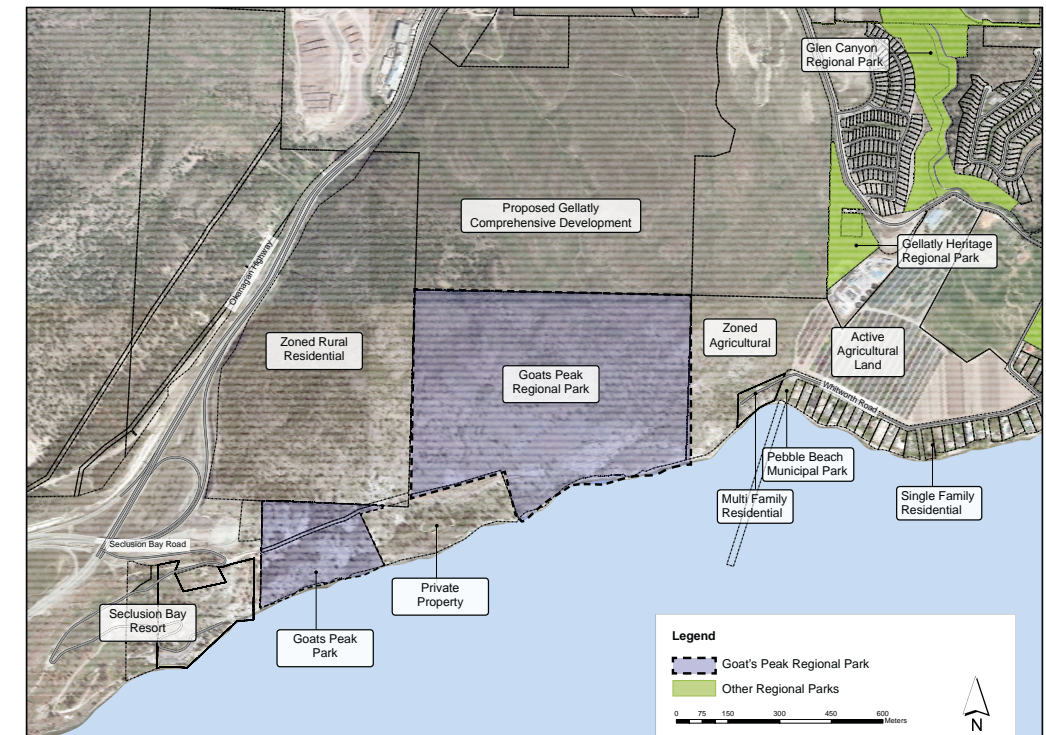 Glen Canyon
Regional Park
Proposed Gellatly
Comprehensive Development
Gellatly Heritage
Regional Park
Okanagan Highway
Zoned Rural
Residential
Goats Peak
Regional Park
Zoned
Agricultural
Active
Agricultural
Land
Whitworth Road
Pebble Beach
Municipal Park
Multi Family
Residential
Single Family
Residential
Seclusion Bay Road
Seclusion Bay
Resort
Private
Property
Goats Peak
Park
Legend
Goat's Peak Regional Park
Other Regional Parks
0 75 150 300 450 600
Meters
N